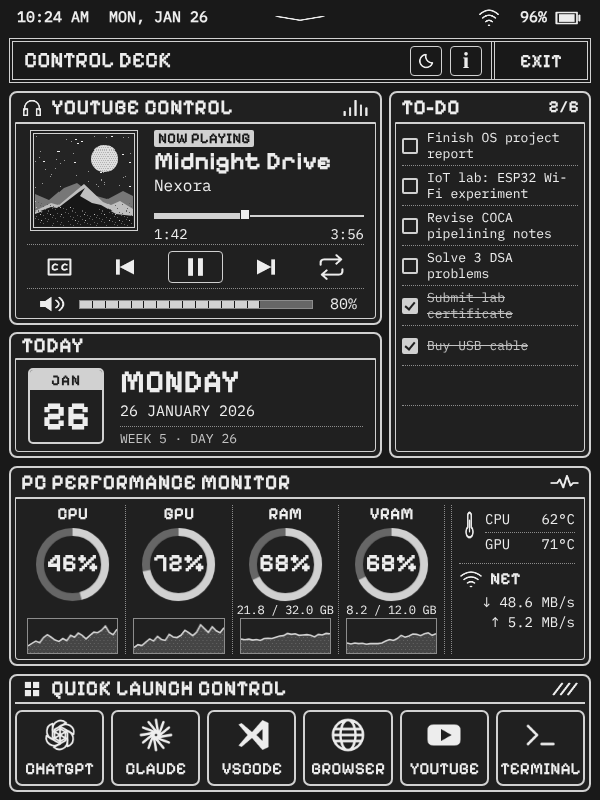 10:24 AM MON, JAN 26 96%
CONTROL DECK i EXIT
YOUTUBE CONTROL
NOW PLAYING
Midnight Drive
Nexora
1:42 3:56
CC
80%
TO-DO 2/6
Finish OS project
report
IoT lab: ESP32 Wi-
Fi experiment
Revise COCA
pipelining notes
Solve 3 DSA
problems
Submit lab
certificate
Buy USB cable
TODAY
JAN
26
MONDAY
26 JANUARY 2026
WEEK 5 · DAY 26
PC PERFORMANCE MONITOR
CPU GPU RAM VRAM
46% 72% 68% 68%
21.8 / 32.0 GB 8.2 / 12.0 GB
CPU 62°C
GPU 71°C
NET
↓ 48.6 MB/s
↑ 5.2 MB/s
QUICK LAUNCH CONTROL
CHATGPT CLAUDE VSCODE BROWSER YOUTUBE TERMINAL